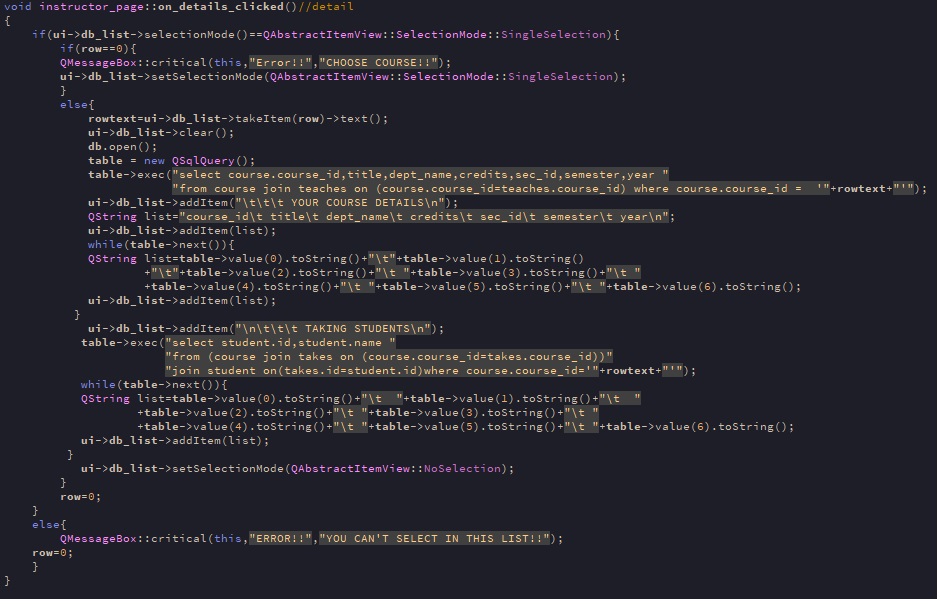 void instructor_page::on_details_clicked()//detail
{
    if(ui->db_list->selectionMode()==QAbstractItemView::SelectionMode::SingleSelection){
        if(row==0){
        QMessageBox::critical(this,"Error!!","CHOOSE COURSE!!");
        ui->db_list->setSelectionMode(QAbstractItemView::SelectionMode::SingleSelection);
        }
        else{
            rowtext=ui->db_list->takeItem(row)->text();
            ui->db_list->clear();
            db.open();
            table = new QSqlQuery();
            table->exec("select course.course_id,title,dept_name,credits,sec_id,semester,year "
                        "from course join teaches on (course.course_id=teaches.course_id) where course.course_id =  '"+rowtext+"'");
            ui->db_list->addItem("\t\t\t YOUR COURSE DETAILS\n");
            QString list="course_id\t title\t dept_name\t credits\t sec_id\t semester\t year\n";
            ui->db_list->addItem(list);
            while(table->next()){
            QString list=table->value(0).toString()+"\t"+table->value(1).toString()
                    +"\t"+table->value(2).toString()+"\t "+table->value(3).toString()+"\t "
                    +table->value(4).toString()+"\t "+table->value(5).toString()+"\t "+table->value(6).toString();
            ui->db_list->addItem(list);
          }
            ui->db_list->addItem("\n\t\t\t TAKING STUDENTS\n");
           table->exec("select student.id,student.name "
                       "from (course join takes on (course.course_id=takes.course_id))"
                       "join student on(takes.id=student.id)where course.course_id='"+rowtext+"'");
           while(table->next()){
           QString list=table->value(0).toString()+"\t  "+table->value(1).toString()+"\t  "
                   +table->value(2).toString()+"\t "+table->value(3).toString()+"\t "
                   +table->value(4).toString()+"\t "+table->value(5).toString()+"\t "+table->value(6).toString();
           ui->db_list->addItem(list);
         }
           ui->db_list->setSelectionMode(QAbstractItemView::NoSelection);
        }
        row=0;
    }
    else{
        QMessageBox::critical(this,"ERROR!!","YOU CAN'T SELECT IN THIS LIST!!");
    row=0;
    }
}